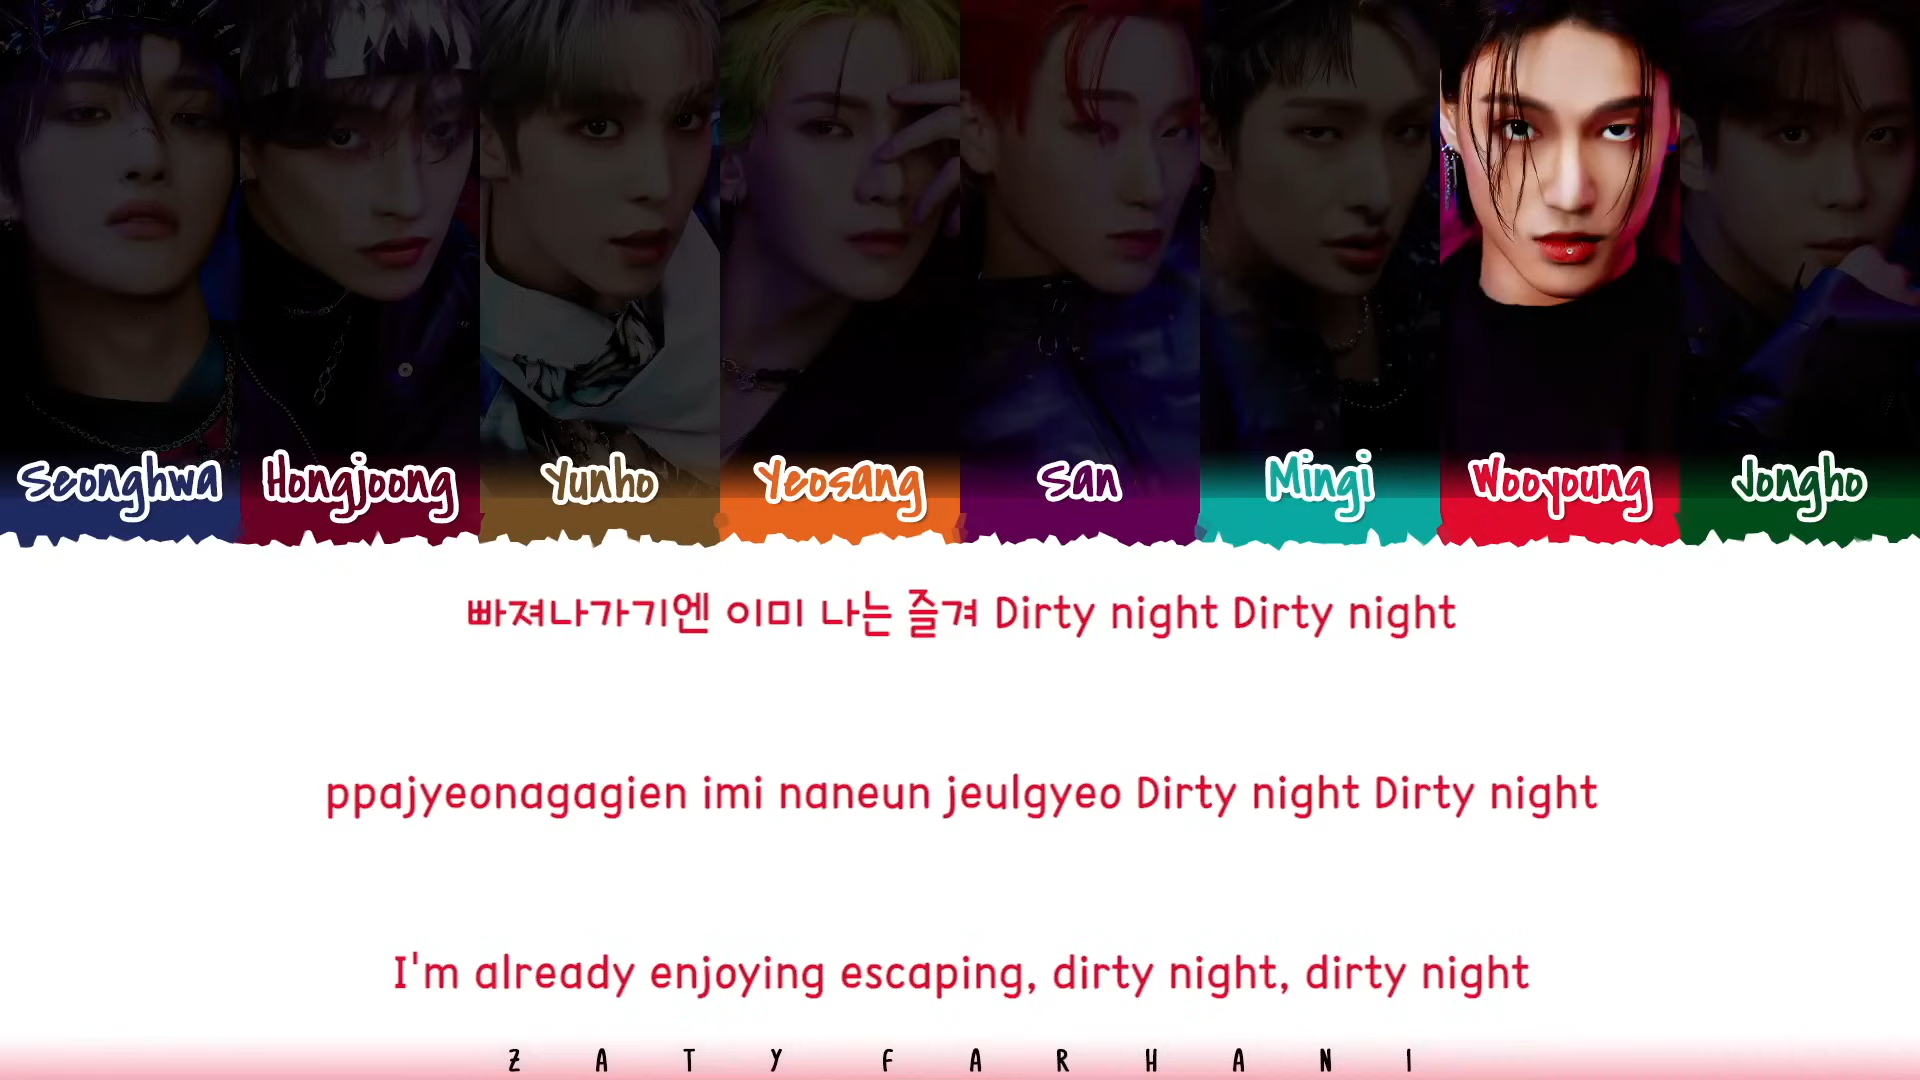 Seonghwa Hongjoong Yunho Yeosang San Mingi Wooyoung Jongho
빠져나가기엔 이미 나는 즐겨 Dirty night Dirty night
ppajyeonagagien imi naneun jeulgyeo Dirty night Dirty night
I'm already enjoying escaping, dirty night, dirty night
ZATY FARHANI